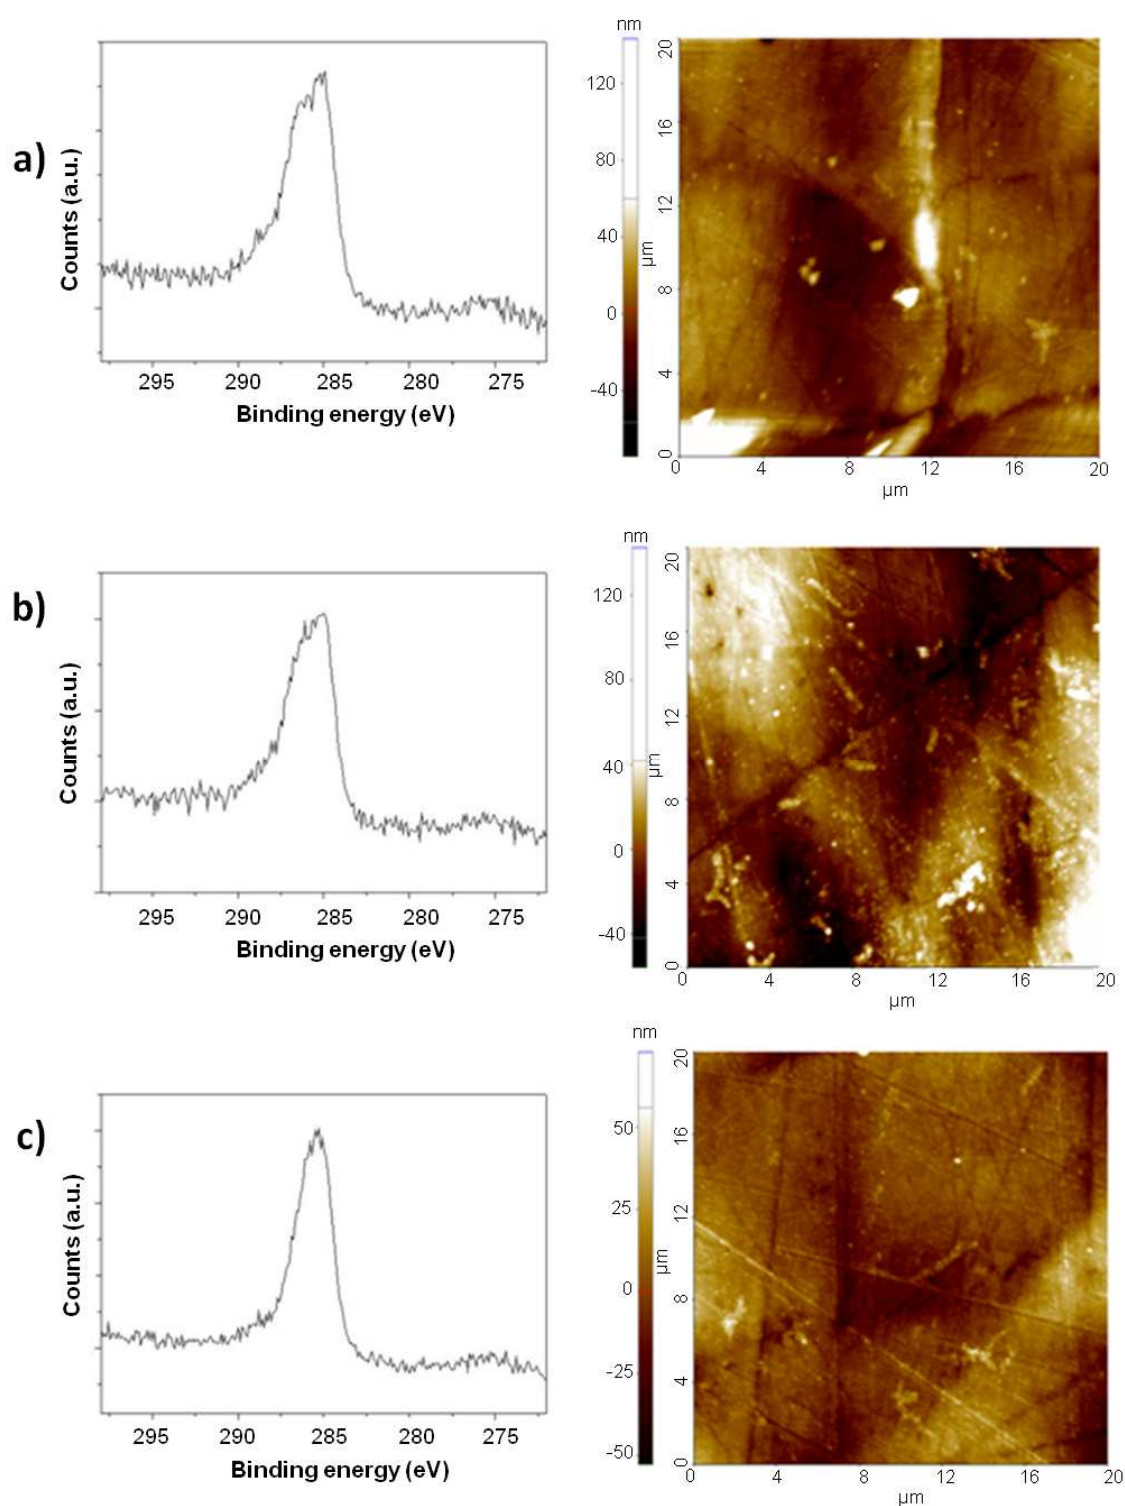 a)
Counts (a.u.)
295 290 285 280 275
Binding energy (eV)
nm
120
80
40
0
-40
20
16
12
8
4
0
µm
0 4 8 12 16 20
µm
b)
Counts (a.u.)
295 290 285 280 275
Binding energy (eV)
nm
120
80
40
0
-40
20
16
12
8
4
0
µm
0 4 8 12 16 20
µm
c)
Counts (a.u.)
295 290 285 280 275
Binding energy (eV)
nm
50
25
0
-25
-50
20
16
12
8
4
0
µm
0 4 8 12 16 20
µm